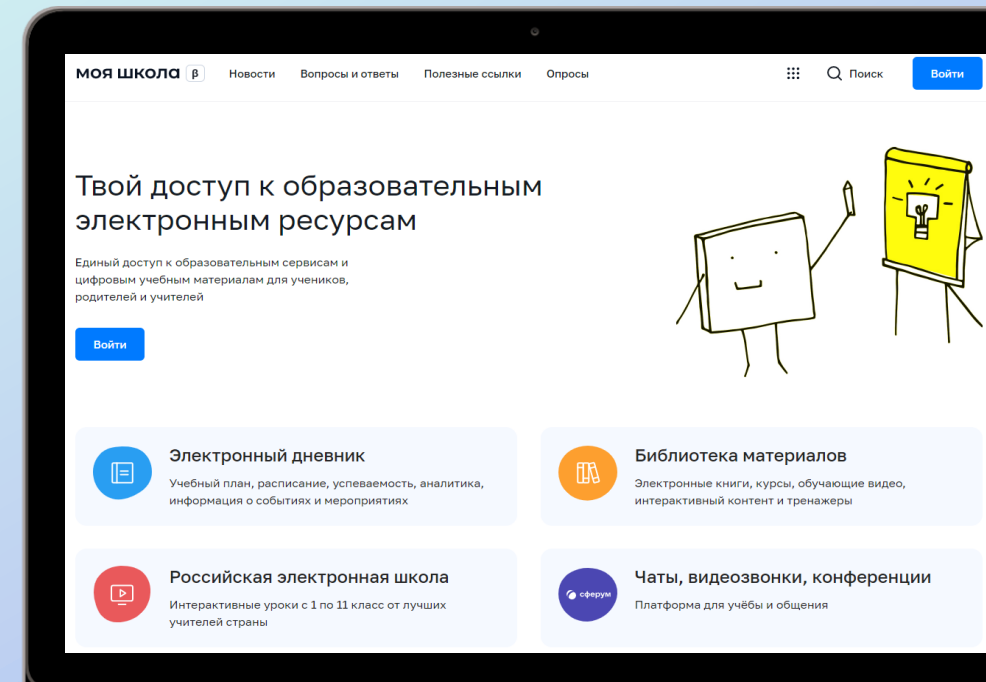 моя школа β Новости Вопросы и ответы Полезные ссылки Опросы Поиск Войти
Твой доступ к образовательным
электронным ресурсам
Единый доступ к образовательным сервисам и
цифровым учебным материалам для учеников,
родителей и учителей
Войти
Электронный дневник
Учебный план, расписание, успеваемость, аналитика,
информация о событиях и мероприятиях
Библиотека материалов
Электронные книги, курсы, обучающие видео,
интерактивный контент и тренажеры
Российская электронная школа
Интерактивные уроки с 1 по 11 класс от лучших
учителей страны
сферум
Чаты, видеозвонки, конференции
Платформа для учёбы и общения